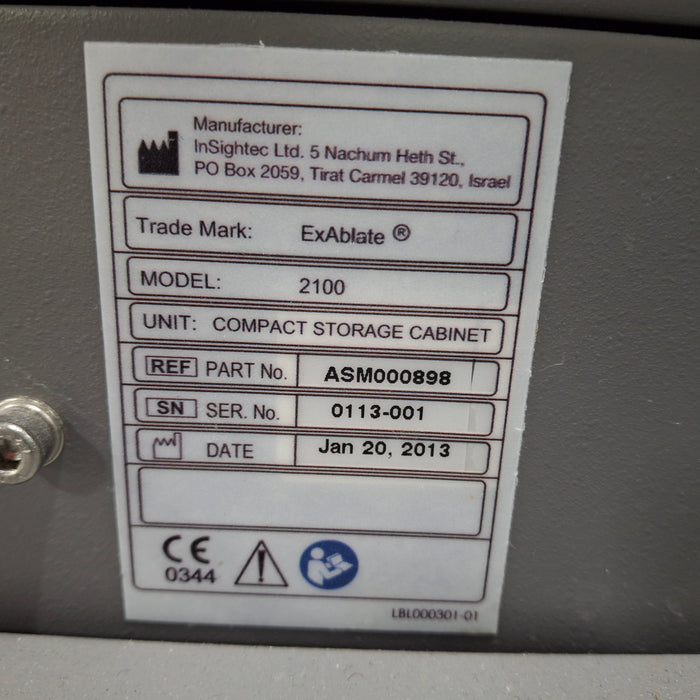 Manufacturer:
InSightec Ltd. 5 Nachum Heth St.,
PO Box 2059, Tirat Carmel 39120, Israel
Trade Mark: ExAblate ®
MODEL: 2100
UNIT: COMPACT STORAGE CABINET
REF PART No. ASM000898
SN SER. No. 0113-001
DATE Jan 20, 2013
CE
0344
LBL000301-01